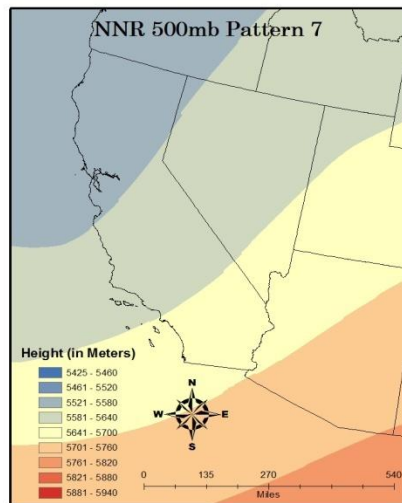 NNR 500mb Pattern 7
Height (in Meters)
5425 - 5460
5461 - 5520
5521 - 5580
5581 - 5640
5641 - 5700
5701 - 5760
5761 - 5820
5821 - 5880
5881 - 5940
N
W E
S
0 135 270 540
Miles